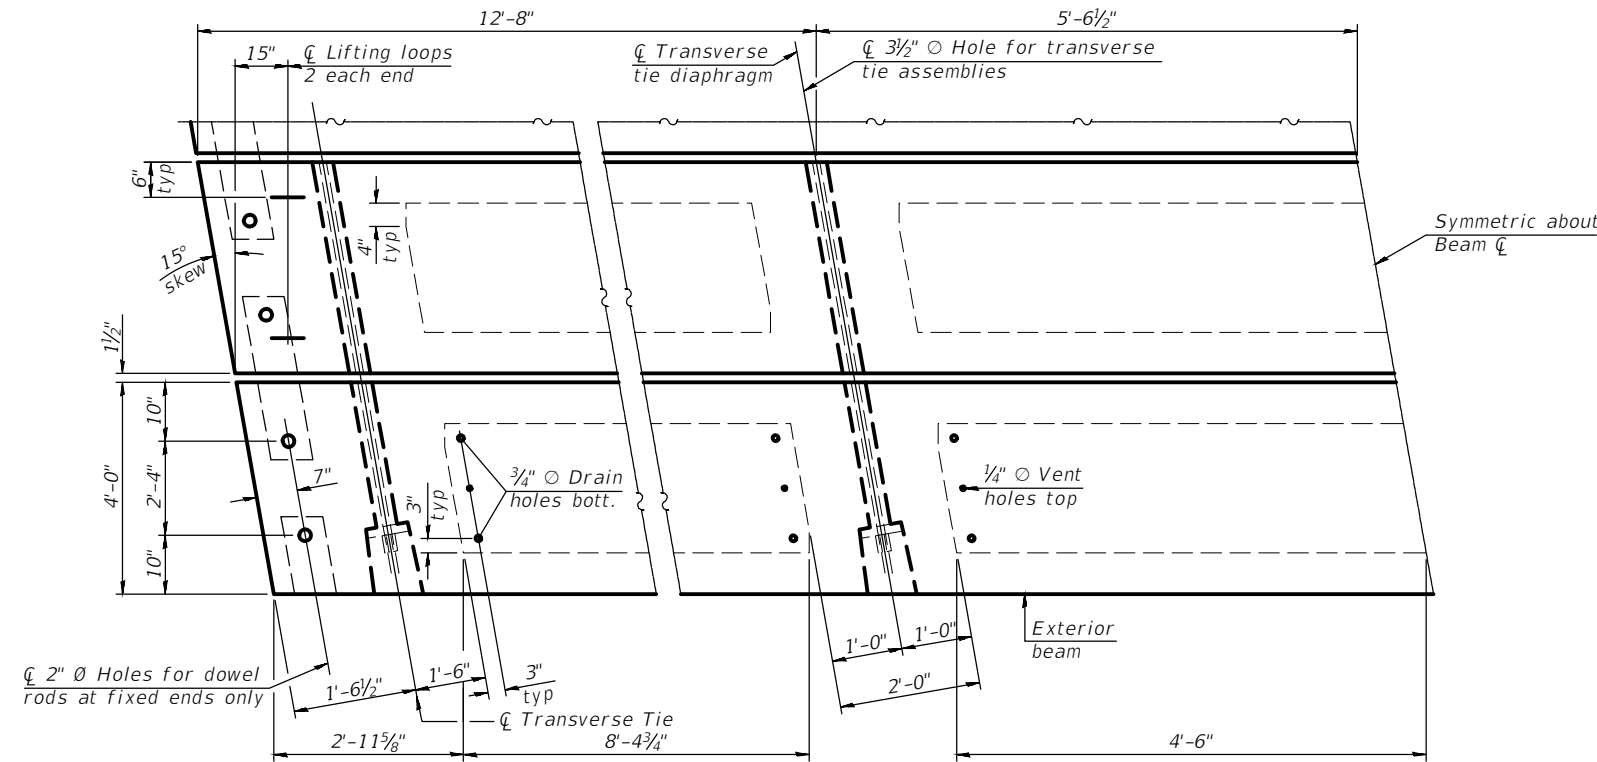 12'-8"
5'-6½"
15"
℄ Lifting loops
2 each end
℄ Transverse
tie diaphragm
℄ 3½" ∅ Hole for transverse
tie assemblies
6"
typ
4"
typ
15°
skew
Symmetric about
Beam ℄
1½"
10"
2'-4"
4'-0"
10"
7"
¾" ∅ Drain
holes bott.
3"
typ
¼" ∅ Vent
holes top
1'-0"
1'-0"
2'-0"
Exterior
beam
℄ 2" Ø Holes for dowel
rods at fixed ends only
1'-6½"
1'-6"
3"
typ
℄ Transverse Tie
2'-11⅝"
8'-4¾"
4'-6"